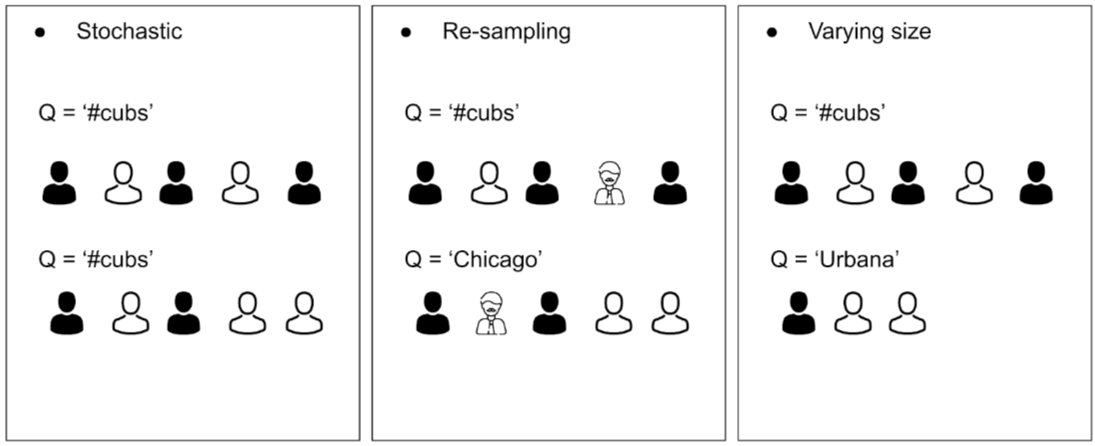 • Stochastic
Q = ‘#cubs’
Q = ‘#cubs’
• Re-sampling
Q = ‘#cubs’
Q = ‘Chicago’
• Varying size
Q = ‘#cubs’
Q = ‘Urbana’